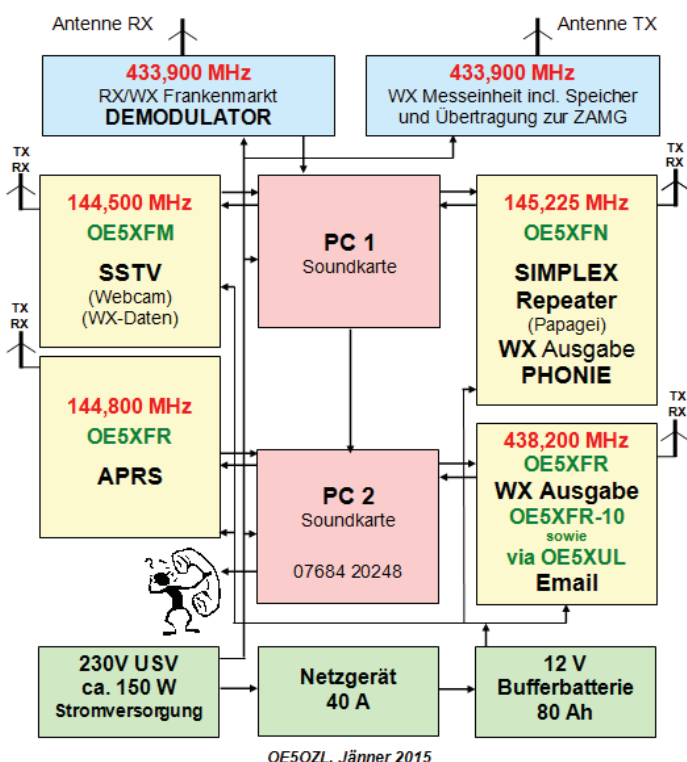 Antenne RX
Antenne TX
433,900 MHz
RX/WX Frankenmarkt
DEMODULATOR
433,900 MHz
WX Messeinheit incl. Speicher
und Übertragung zur ZAMG
TX
RX
144,500 MHz
OE5XFM
SSTV
(Webcam)
(WX-Daten)
PC 1
Soundkarte
TX
RX
145,225 MHz
OE5XFN
SIMPLEX
Repeater
(Papagei)
WX Ausgabe
PHONIE
TX
RX
144,800 MHz
OE5XFR
APRS
PC 2
Soundkarte
07684 20248
TX
RX
438,200 MHz
OE5XFR
WX Ausgabe
OE5XFR-10
sowie
via OE5XUL
Email
230V USV
ca. 150 W
Stromversorgung
Netzgerät
40 A
12 V
Bufferbatterie
80 Ah
OE5OZL, Jänner 2015